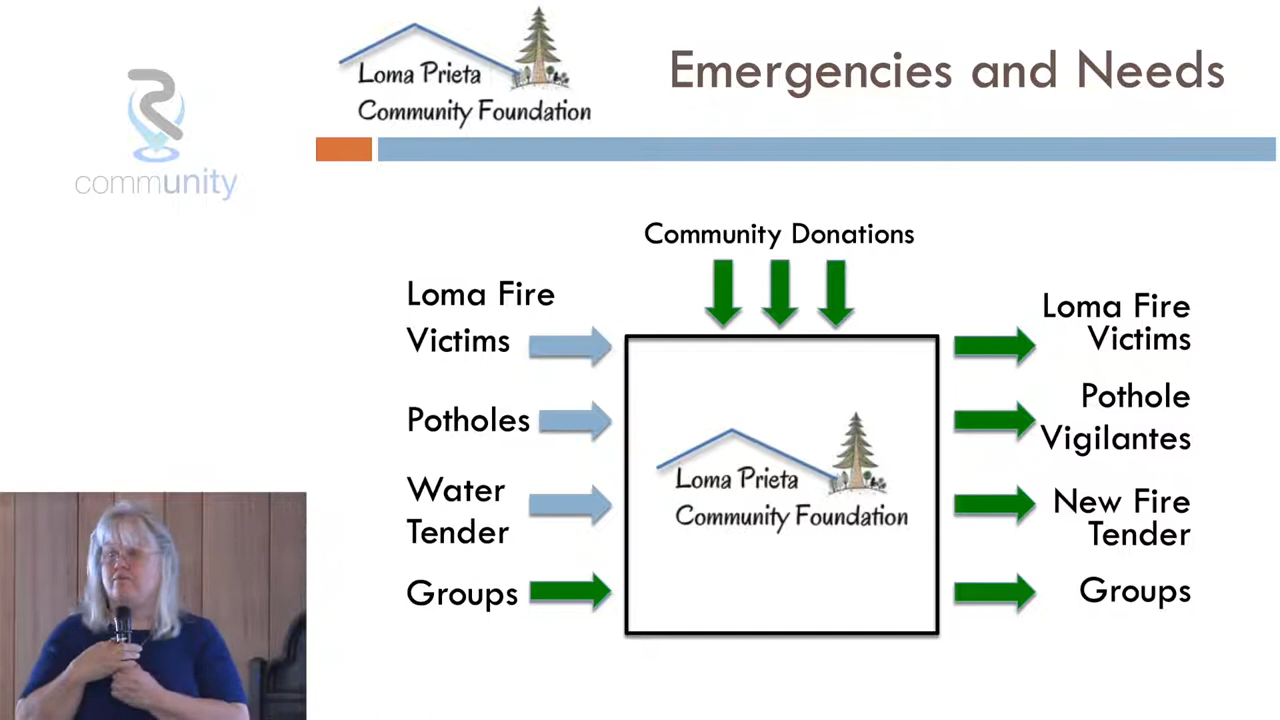 Loma Prieta
Community Foundation
Emergencies and Needs
community
Community Donations
Loma Fire
Victims
Potholes
Water
Tender
Groups
Loma Prieta
Community Foundation
Loma Fire
Victims
Pothole
Vigilantes
New Fire
Tender
Groups